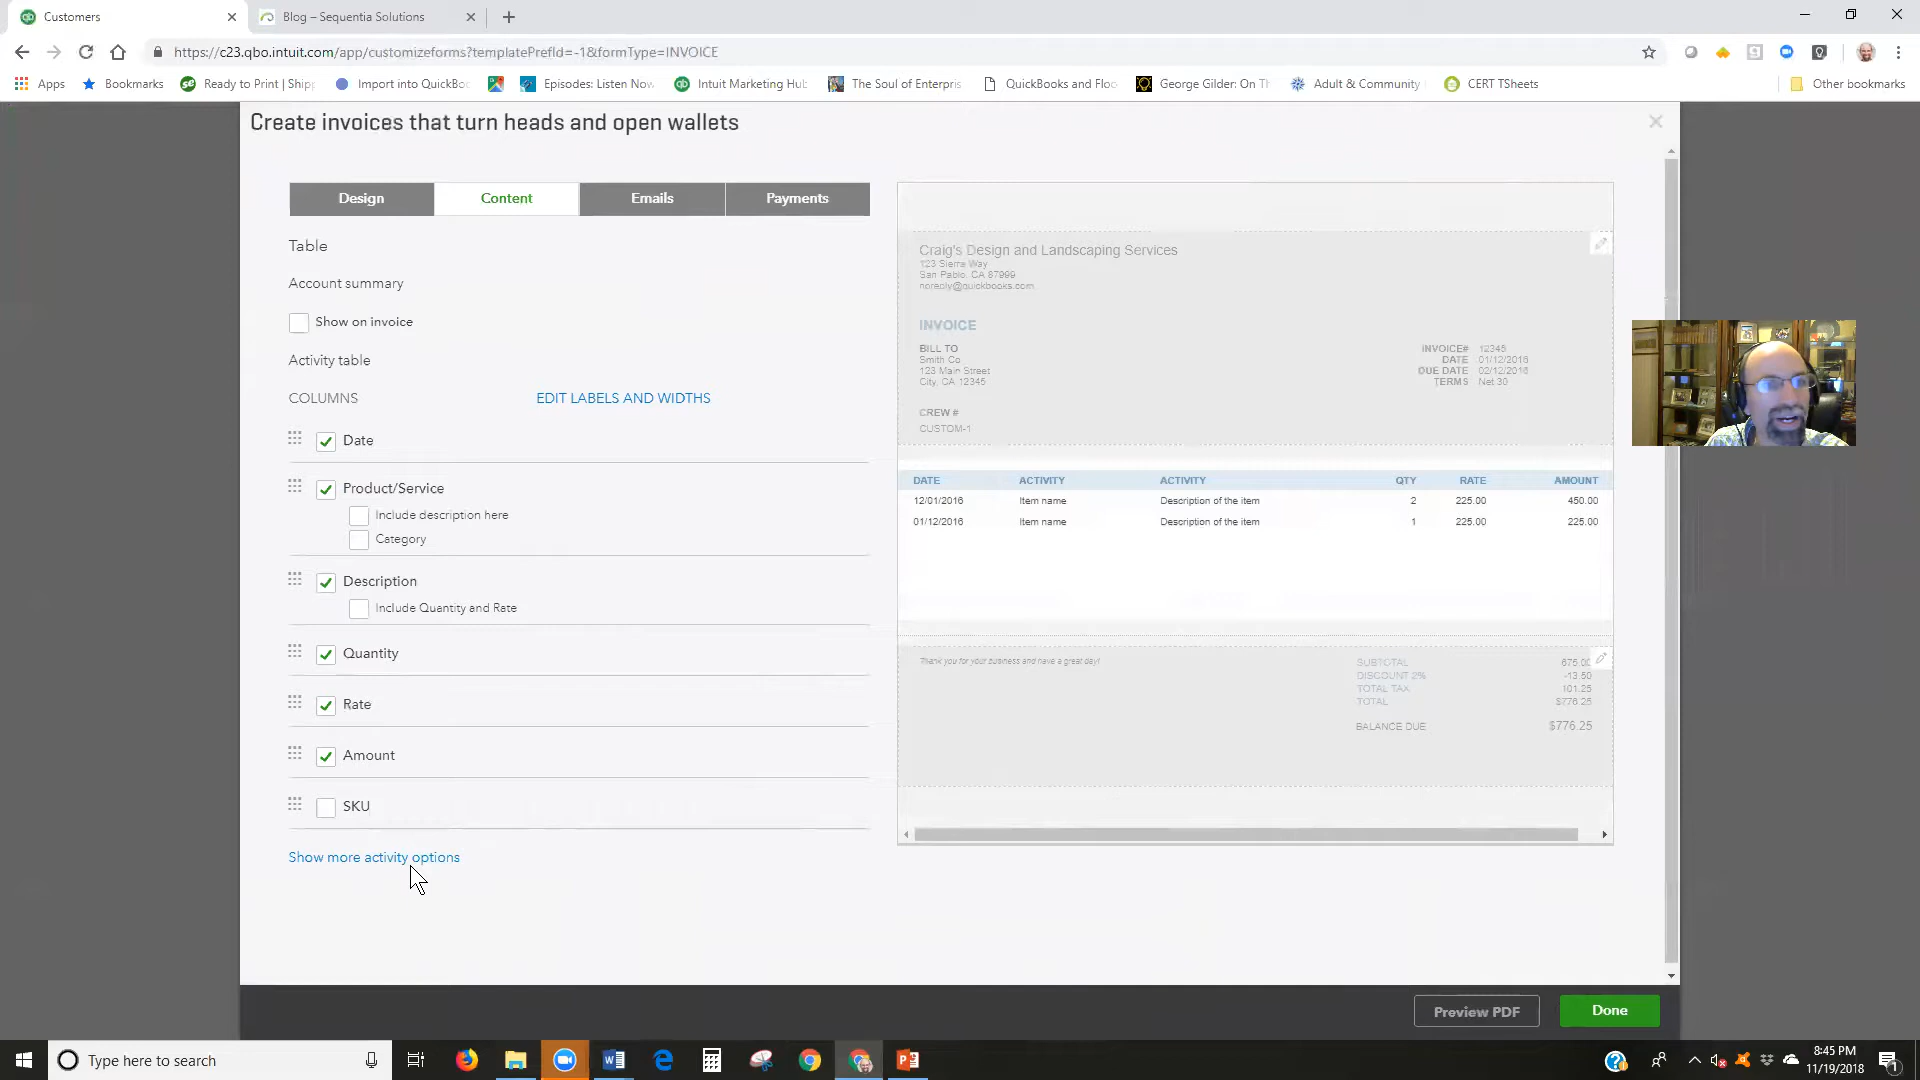 Customers
Blog – Sequentia Solutions
https://c23.qbo.intuit.com/app/customizeforms?templatePrefId=-1&formType=INVOICE
Apps
Bookmarks
Ready to Print | Ship
Import into QuickBo
Episodes: Listen Now
Intuit Marketing Hub
The Soul of Enterpris
QuickBooks and Floo
George Gilder: On Th
Adult & Community
CERT TSheets
Other bookmarks
Create invoices that turn heads and open wallets
Design
Content
Emails
Payments
Table
Account summary
Show on invoice
Activity table
COLUMNS
EDIT LABELS AND WIDTHS
Date
Product/Service
Include description here
Category
Description
Include Quantity and Rate
Quantity
Rate
Amount
SKU
Show more activity options
Craig's Design and Landscaping Services
123 Sierra Way
San Pablo, CA 87999
noreply@quickbooks.com
INVOICE
BILL TO
Smith Co.
123 Main Street
City, CA 12345
INVOICE# 12345
DATE 01/12/2016
DUE DATE 02/12/2016
TERMS Net 30
CREW #
CUSTOM-1
DATE ACTIVITY ACTIVITY QTY RATE AMOUNT
12/01/2016 Item name Description of the item 2 225.00 450.00
01/12/2016 Item name Description of the item 1 225.00 225.00
Thank you for your business and have a great day!
SUBTOTAL 675.00
DISCOUNT 2% -13.50
TOTAL TAX 101.25
TOTAL $776.25
BALANCE DUE $776.25
Preview PDF
Done
Type here to search
8:45 PM
11/19/2018